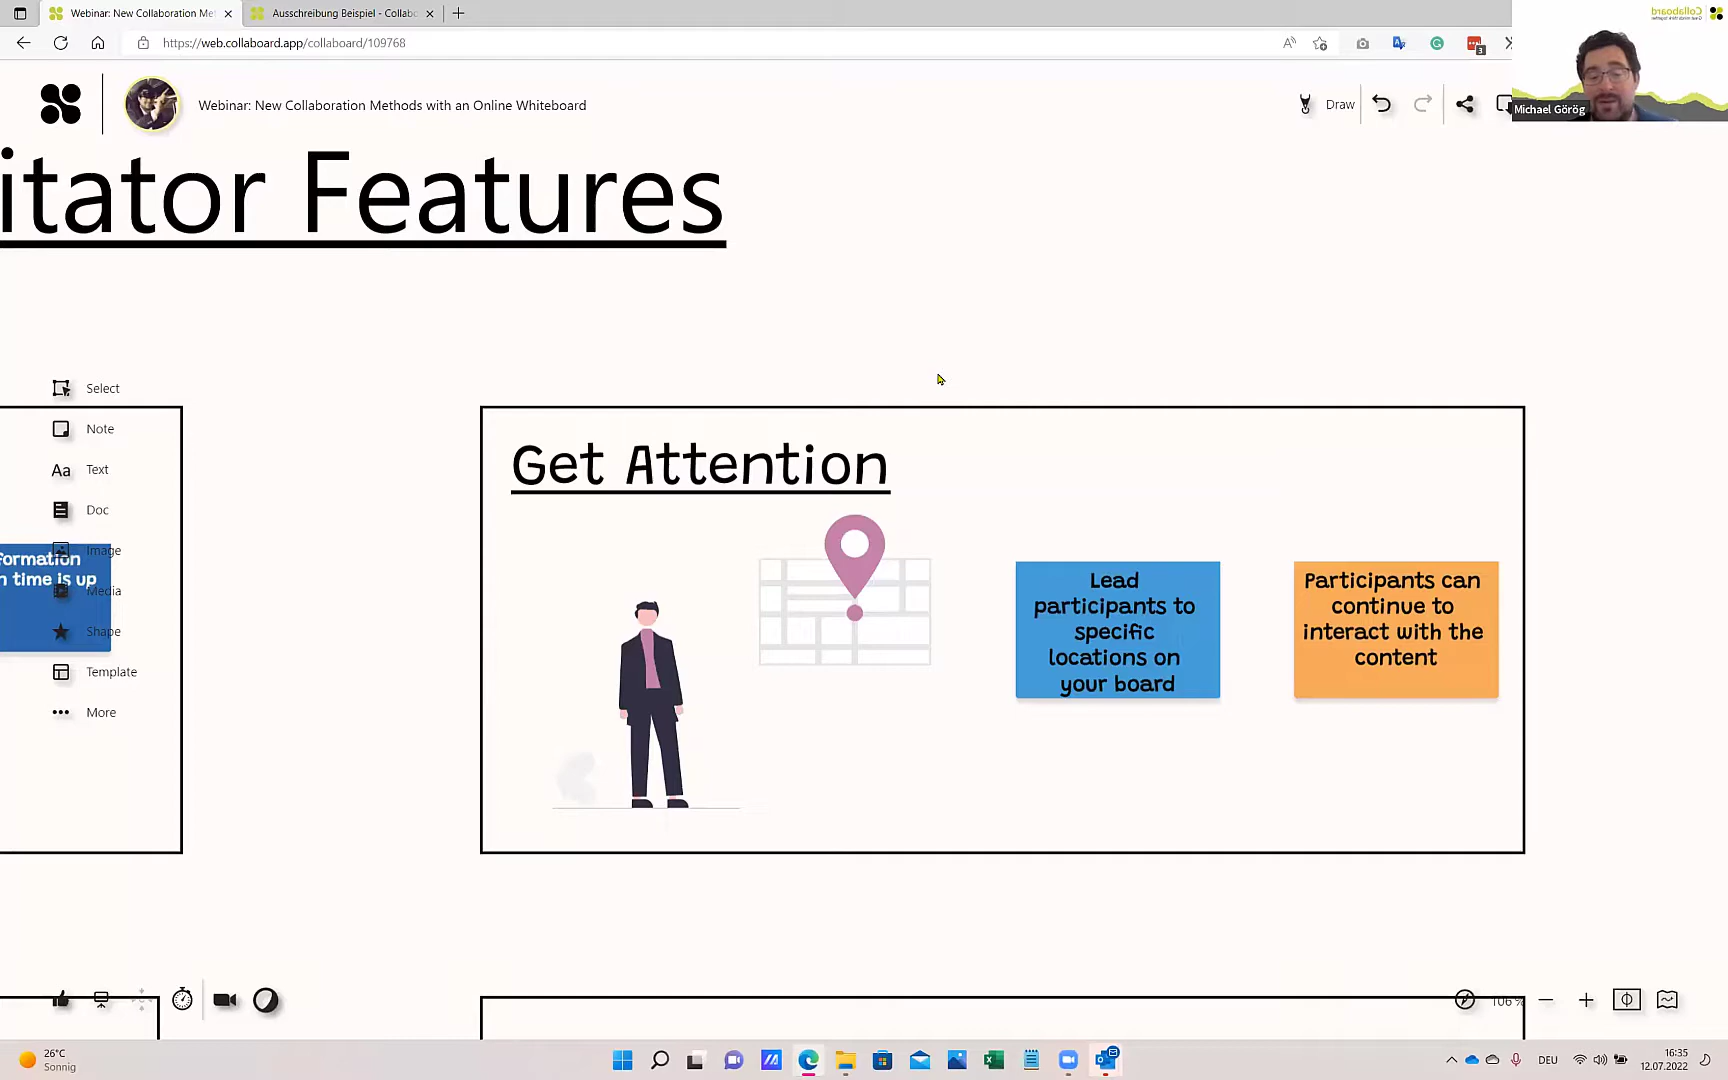 Webinar: New Collaboration Me
Ausschreibung Beispiel - Collabo
https://web.collaboard.app/collaboard/109768
Webinar: New Collaboration Methods with an Online Whiteboard
Draw
Michael Görög
itator Features
Select
Note
Text
Doc
Image
Media
Shape
Template
More
formation
n time is up
Get Attention
Lead
participants to
specific
locations on
your board
Participants can
continue to
interact with the
content
106 %
26°C
Sonnig
DEU
16:35
12.07.2022